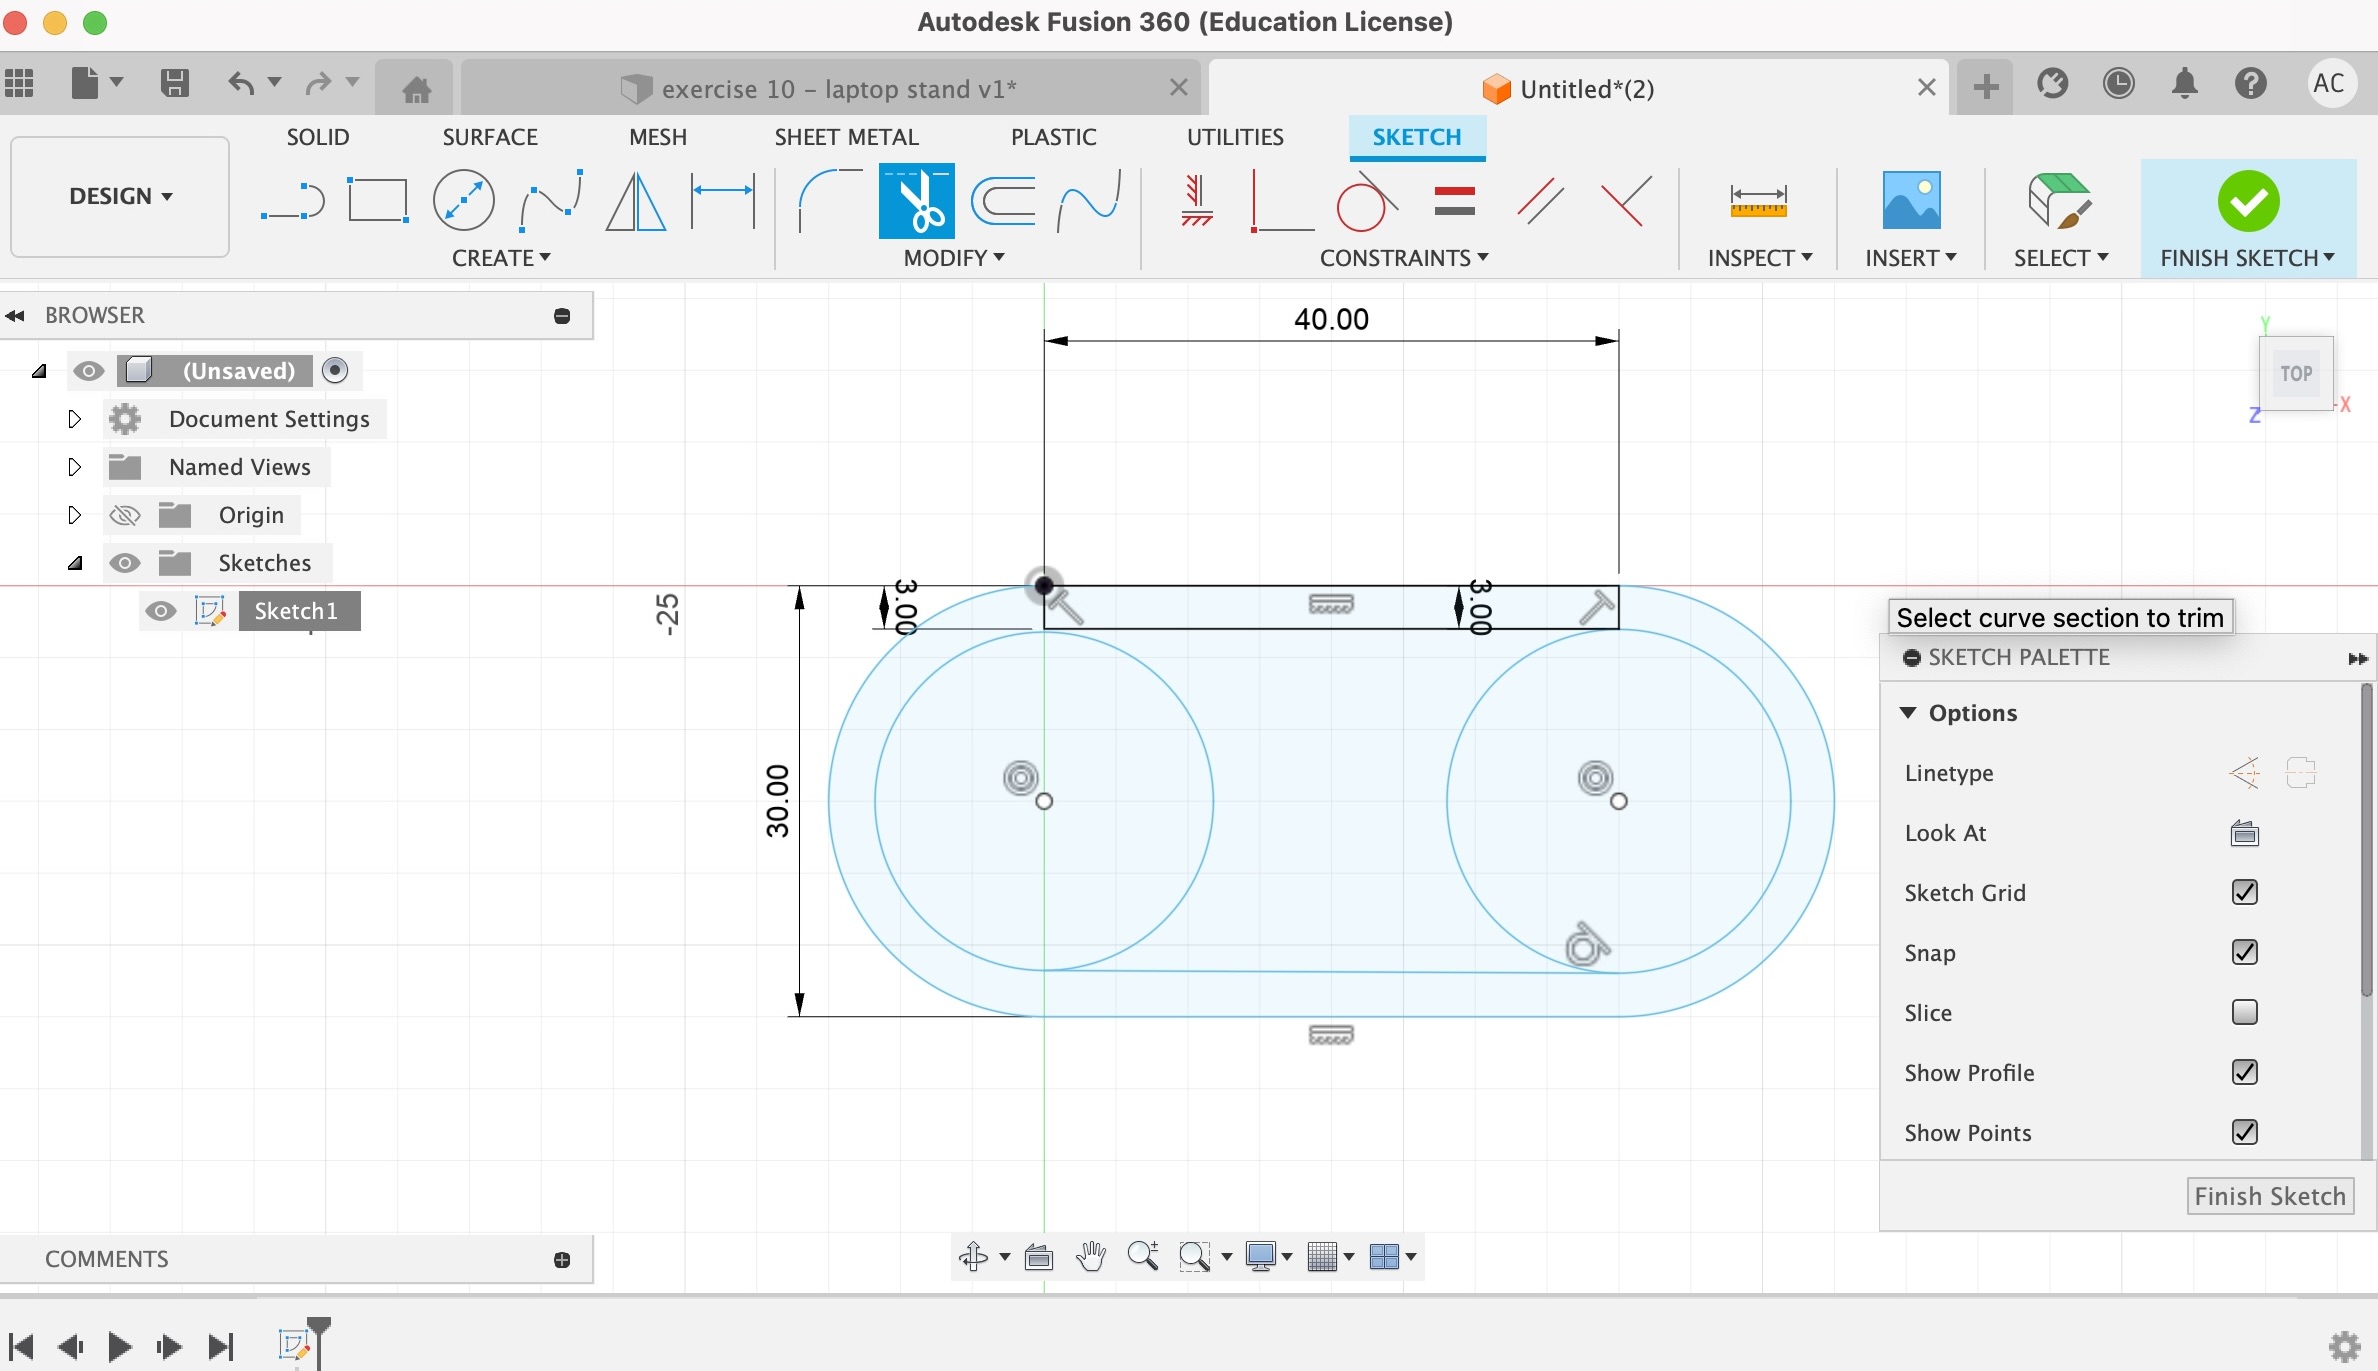 Autodesk Fusion 360 (Education License)
exercise 10 - laptop stand v1*
Untitled*(2)
AC
SOLID
SURFACE
MESH
SHEET METAL
PLASTIC
UTILITIES
SKETCH
DESIGN
CREATE
MODIFY
CONSTRAINTS
INSPECT
INSERT
SELECT
FINISH SKETCH
BROWSER
(Unsaved)
Document Settings
Named Views
Origin
Sketches
Sketch1
40.00
3.00
3.00
-25
30.00
Y
TOP
X
Z
Select curve section to trim
SKETCH PALETTE
Options
Linetype
Look At
Sketch Grid
Snap
Slice
Show Profile
Show Points
Finish Sketch
COMMENTS